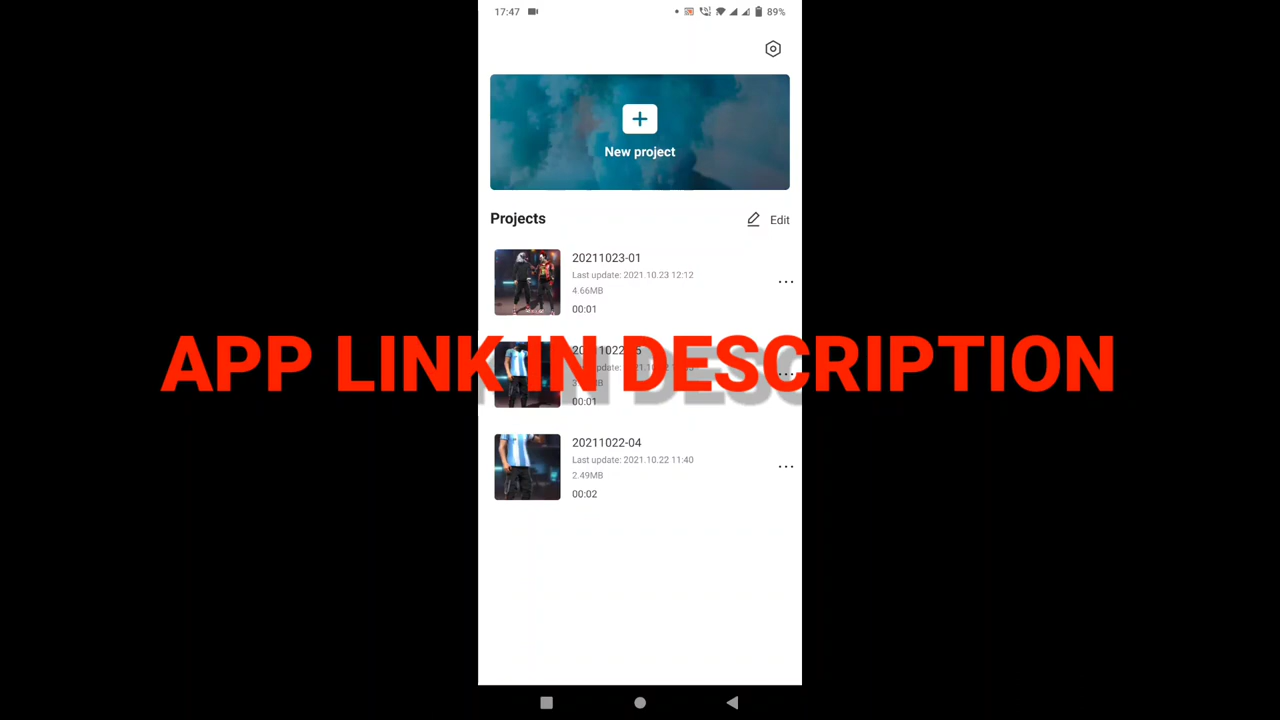 17:47
89%
New project
Projects
Edit
20211023-01
Last update: 2021.10.23 12:12
4.66MB
00:01
APP LINK IN DESCRIPTION
00:01
20211022-04
Last update: 2021.10.22 11:40
2.49MB
00:02